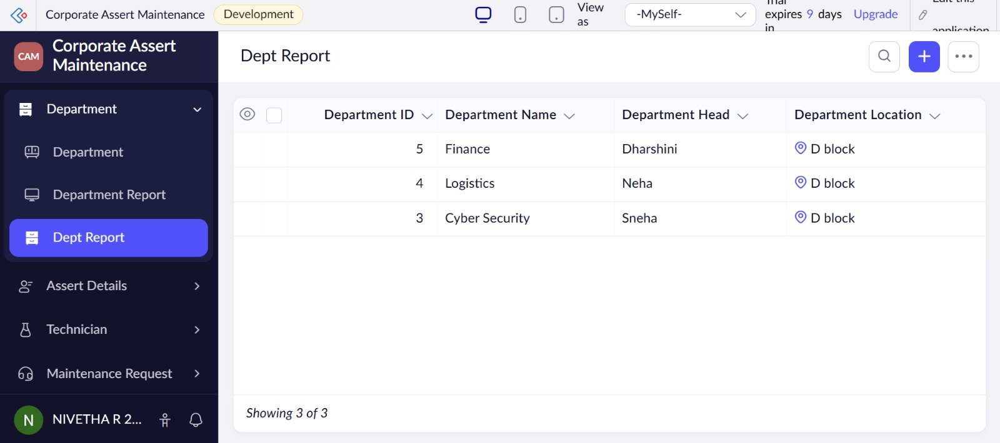 Corporate Assert Maintenance
Development
View as
-MySelf-
expires in 9 days
Upgrade
CAM
Corporate Assert Maintenance
Dept Report
Department
Department
Department Report
Dept Report
Assert Details
Technician
Maintenance Request
N
NIVETHA R 2...
Department ID Department Name Department Head Department Location
5 Finance Dharshini D block
4 Logistics Neha D block
3 Cyber Security Sneha D block
Showing 3 of 3